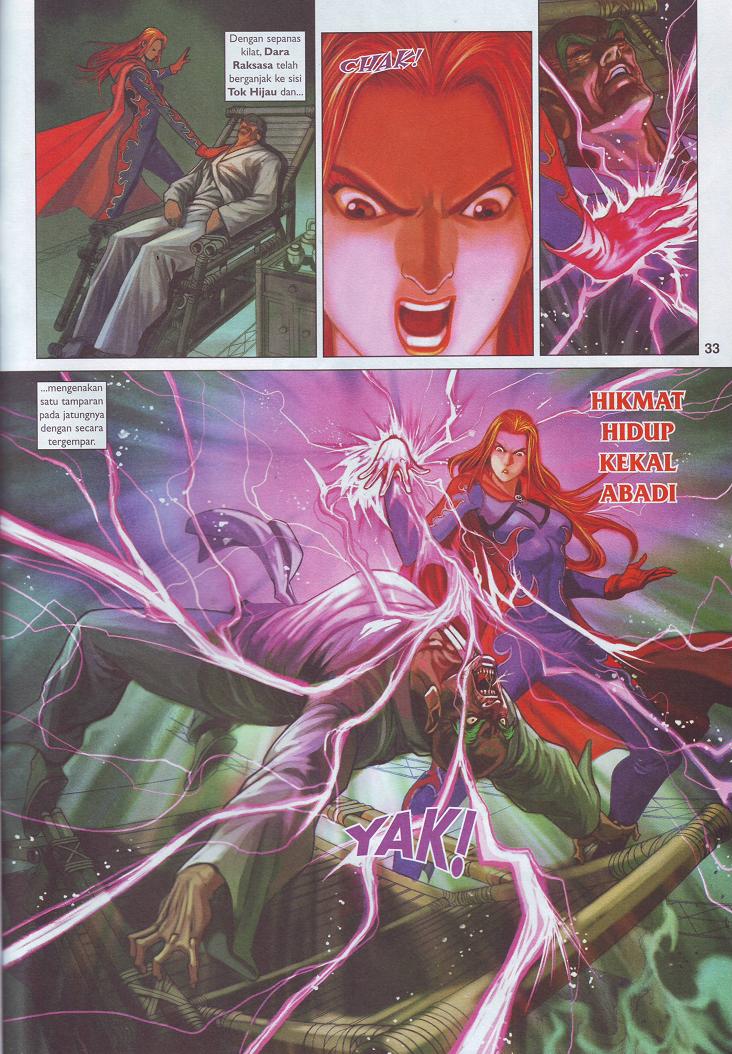 Dengan sepanas
kilat, Dara
Raksasa telah
berganjak ke sisi
Tok Hijau dan...
CHAK!
33
...mengenakan
satu tamparan
pada jatungnya
dengan secara
tergempar.
HIKMAT
HIDUP
KEKAL
ABADI
YAK!